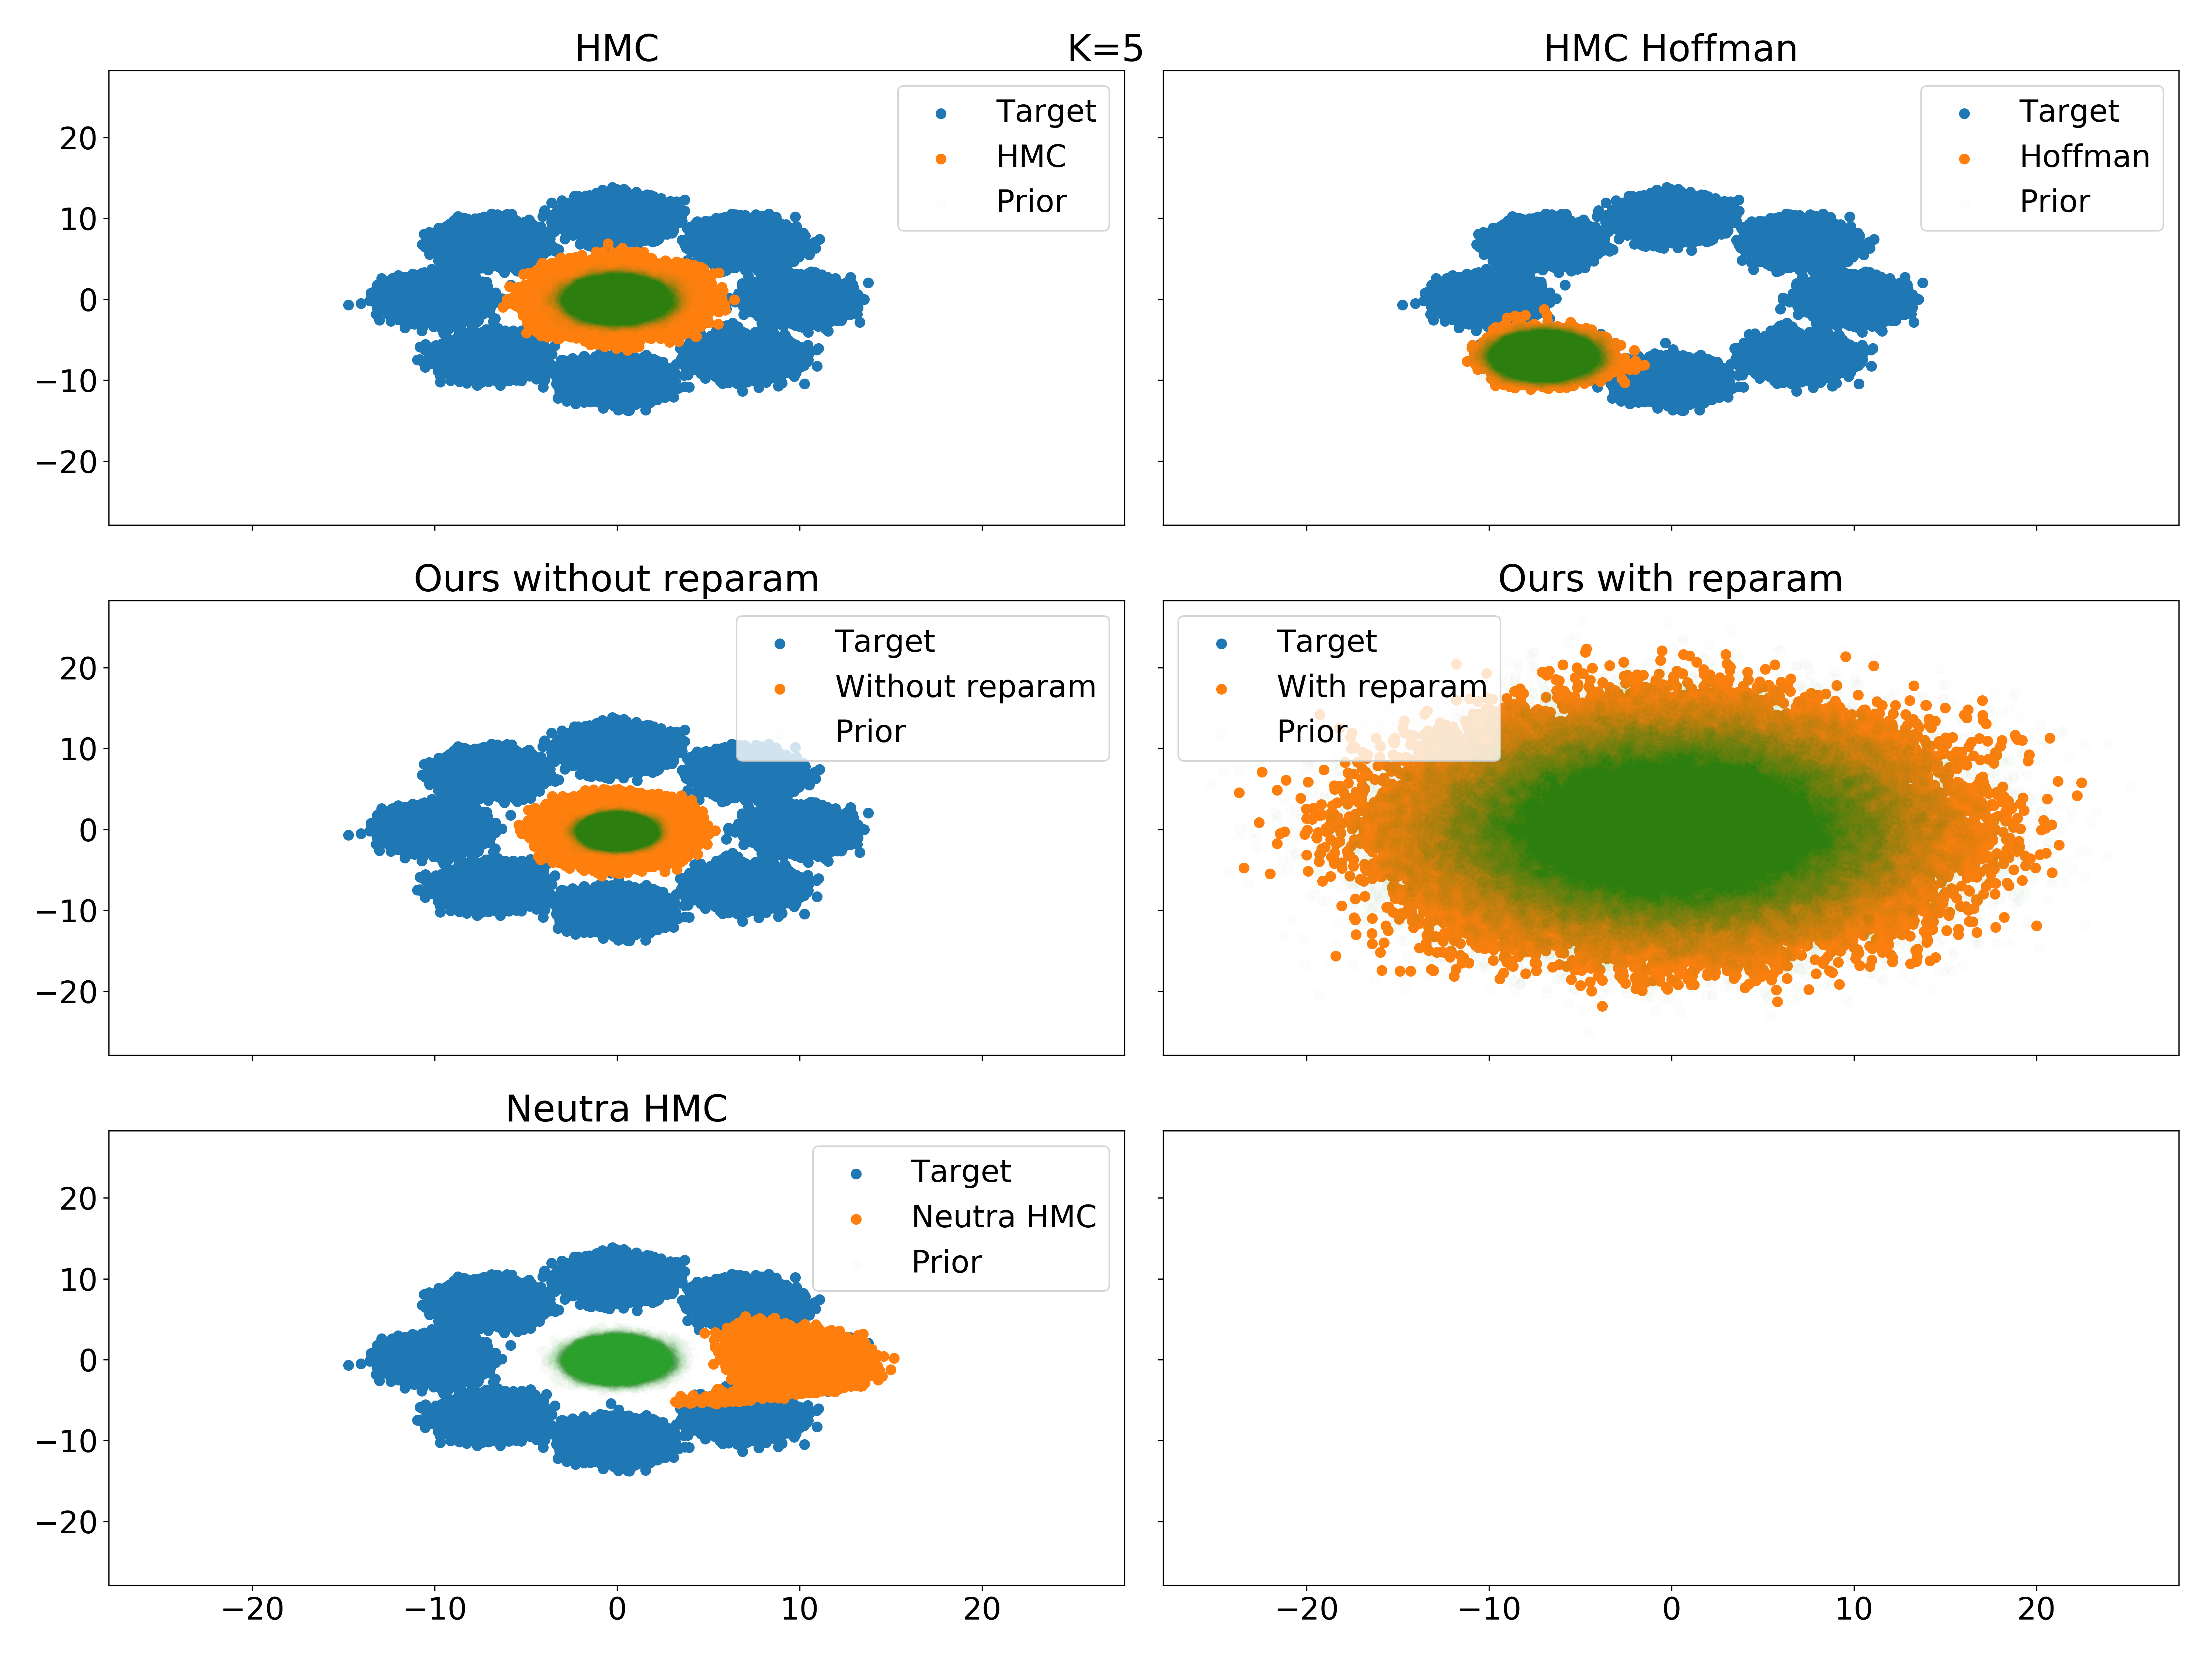 K=5
HMC
Target
HMC
Prior
20
10
0
−10
−20
HMC Hoffman
Target
Hoffman
Prior
Ours without reparam
Target
Without reparam
Prior
20
10
0
−10
−20
Ours with reparam
Target
With reparam
Prior
Neutra HMC
Target
Neutra HMC
Prior
20
10
0
−10
−20
−20 −10 0 10 20
−20 −10 0 10 20